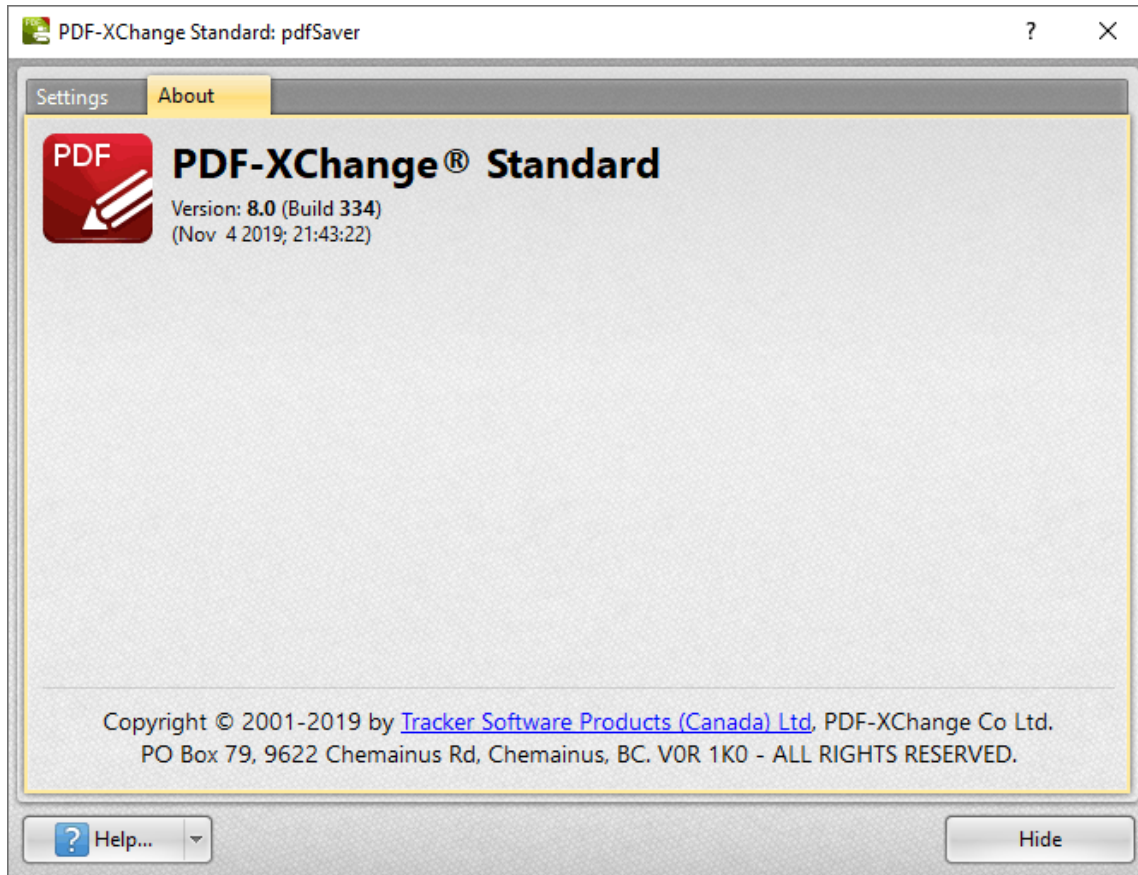 PDF-XChange Standard: pdfSaver
?
Settings
About
PDF
PDF-XChange® Standard
Version: 8.0 (Build 334)
(Nov  4 2019; 21:43:22)
Copyright © 2001-2019 by Tracker Software Products (Canada) Ltd, PDF-XChange Co Ltd.
PO Box 79, 9622 Chemainus Rd, Chemainus, BC. V0R 1K0 - ALL RIGHTS RESERVED.
? Help...
Hide